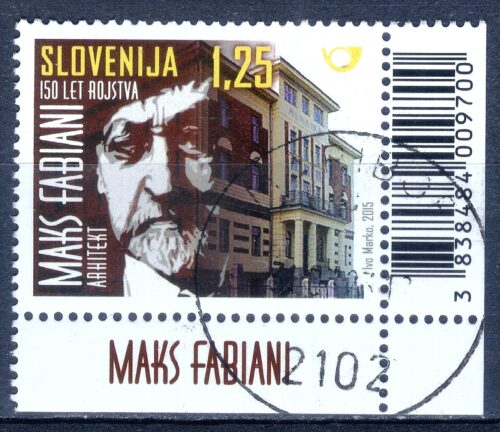 SLOVENIJA 1,25
150 LET ROJSTVA
MAKS FABIANI
ARHITEKT
Ivo Marko, 2015
3 838484 009700
MAKS FABIANI
2102